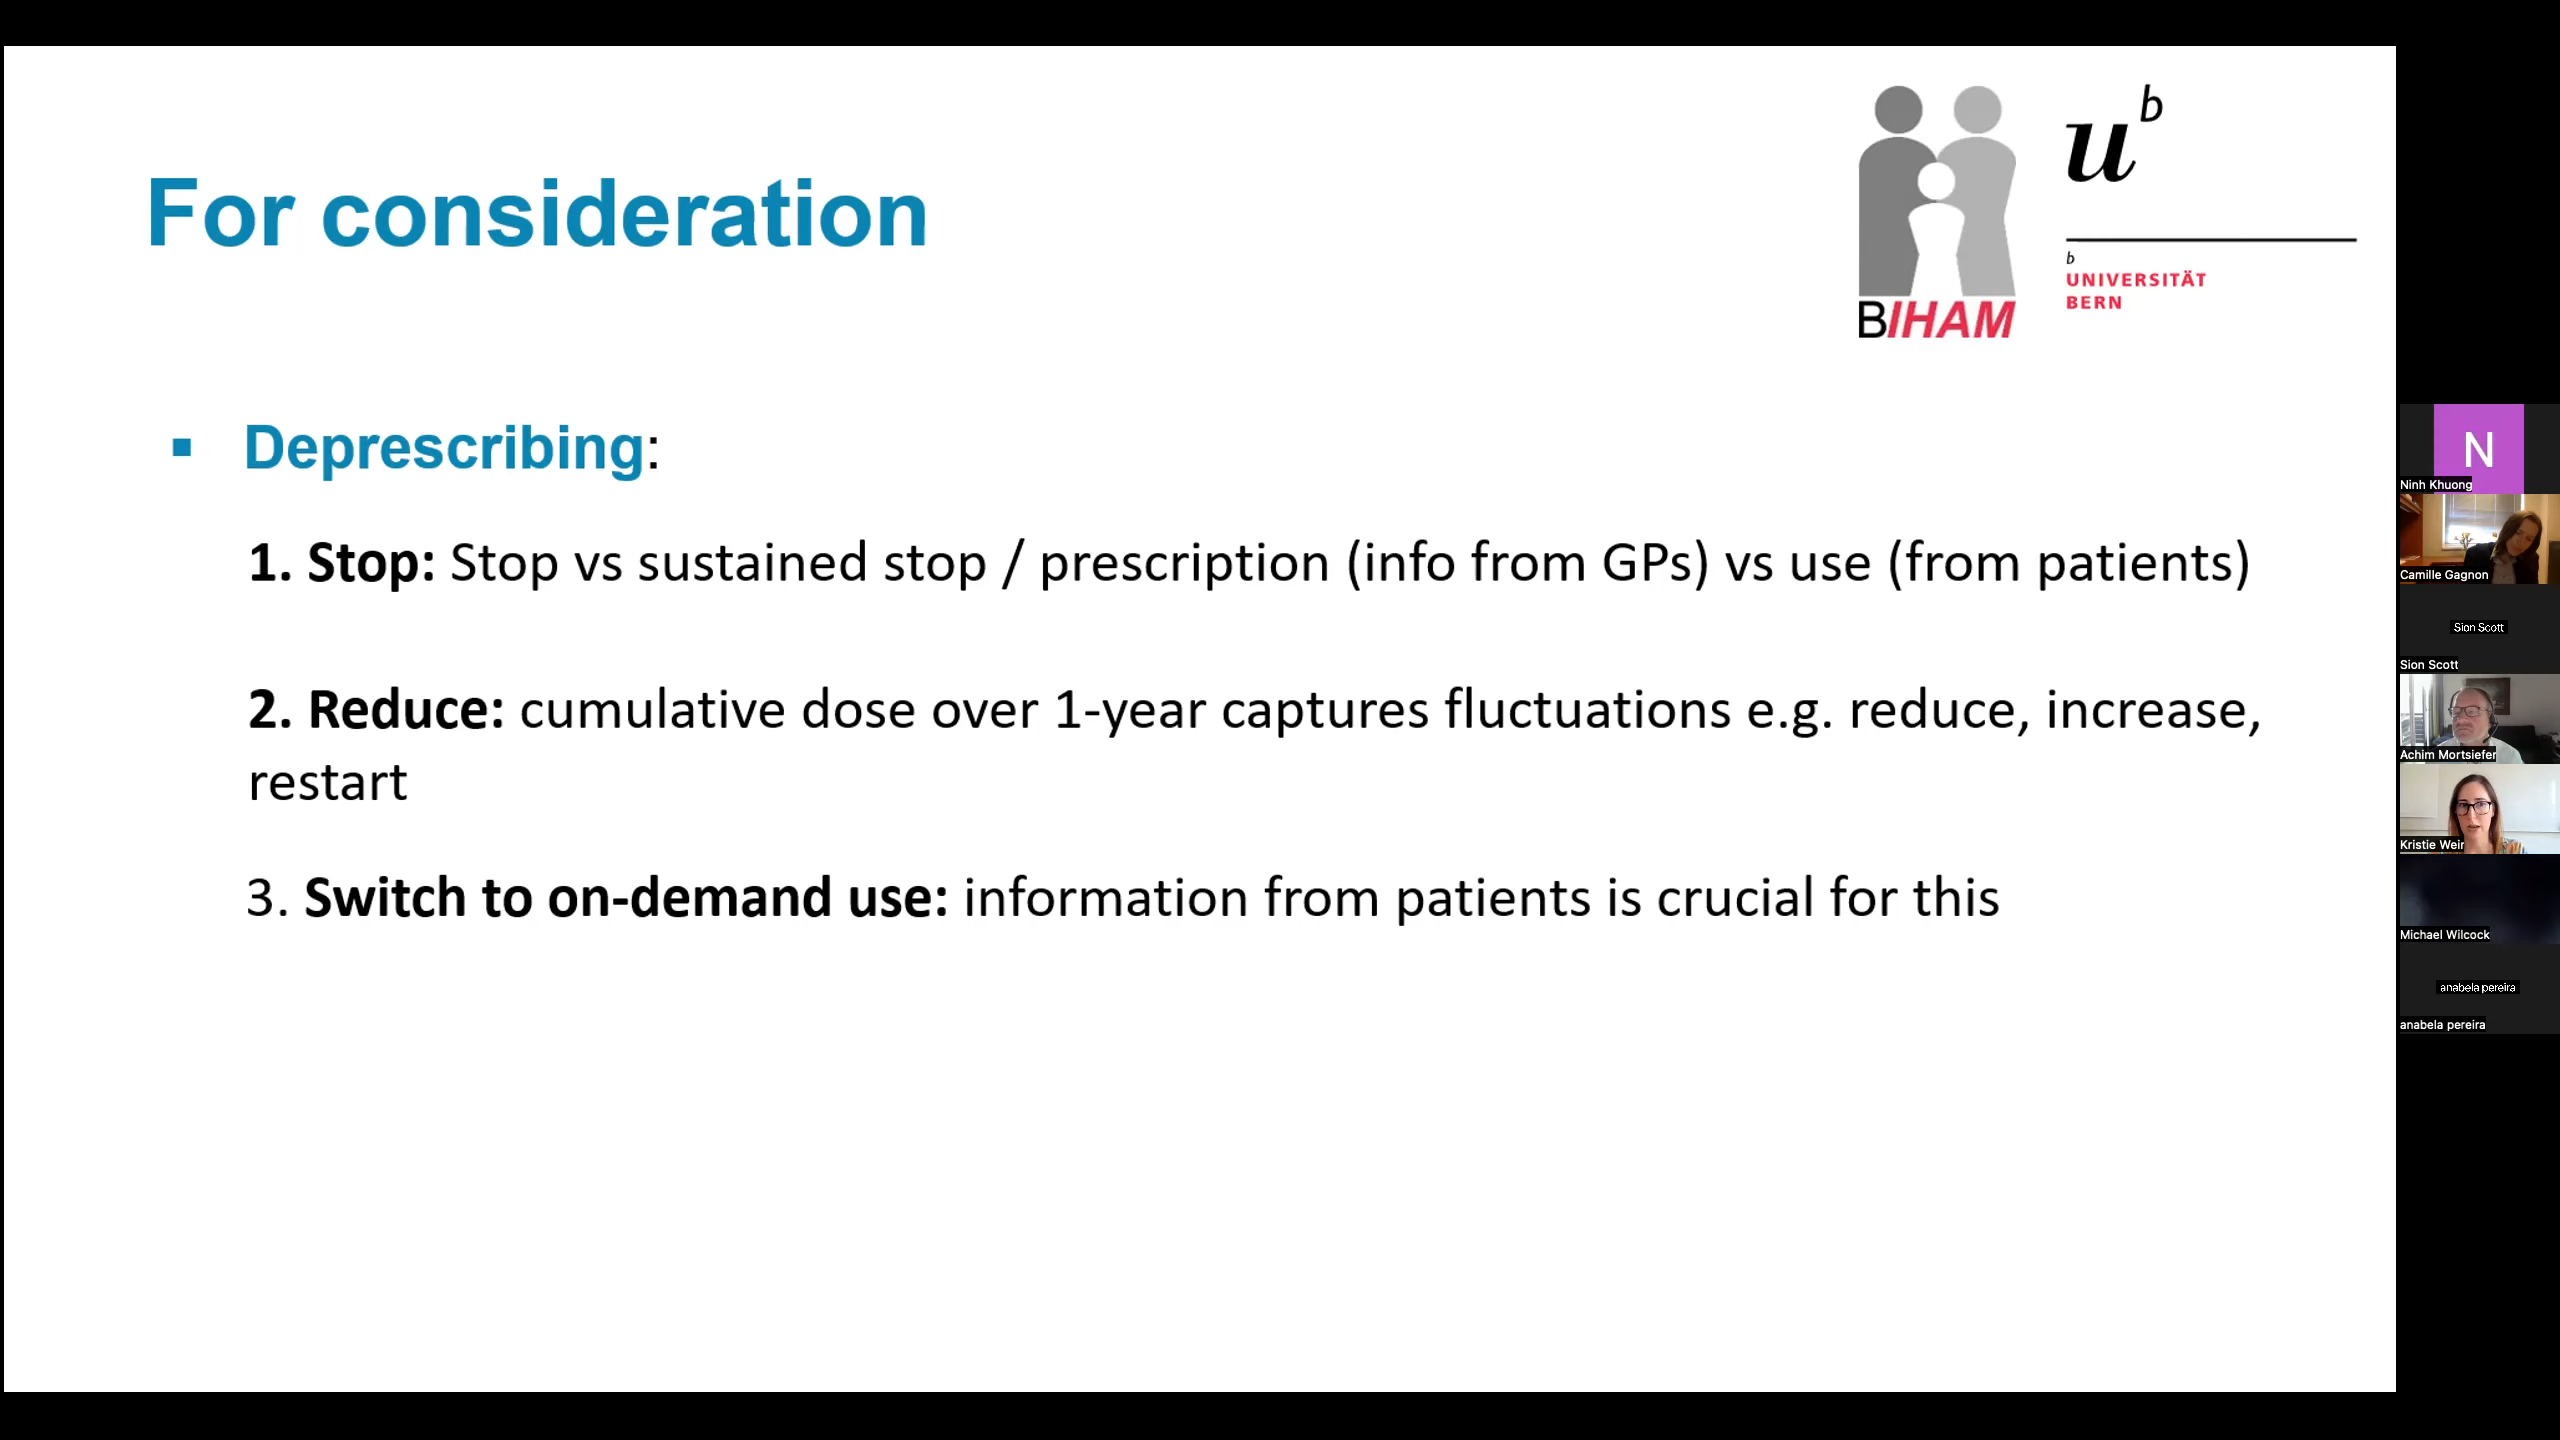 For consideration
BIHAM
u^b
b
UNIVERSITÄT
BERN
▪ Deprescribing:
1. Stop: Stop vs sustained stop / prescription (info from GPs) vs use (from patients)
2. Reduce: cumulative dose over 1-year captures fluctuations e.g. reduce, increase,
restart
3. Switch to on-demand use: information from patients is crucial for this
N
Ninh Khuong
Camille Gagnon
Sion Scott
Sion Scott
Achim Mortsiefer
Kristie Weir
Michael Wilcock
anabela pereira
anabela pereira